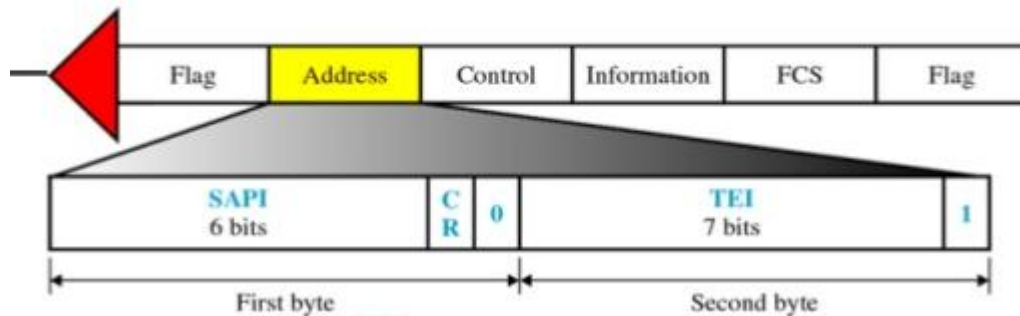 Flag Address Control Information FCS Flag
SAPI C 0 TEI 1
6 bits R 7 bits
First byte Second byte